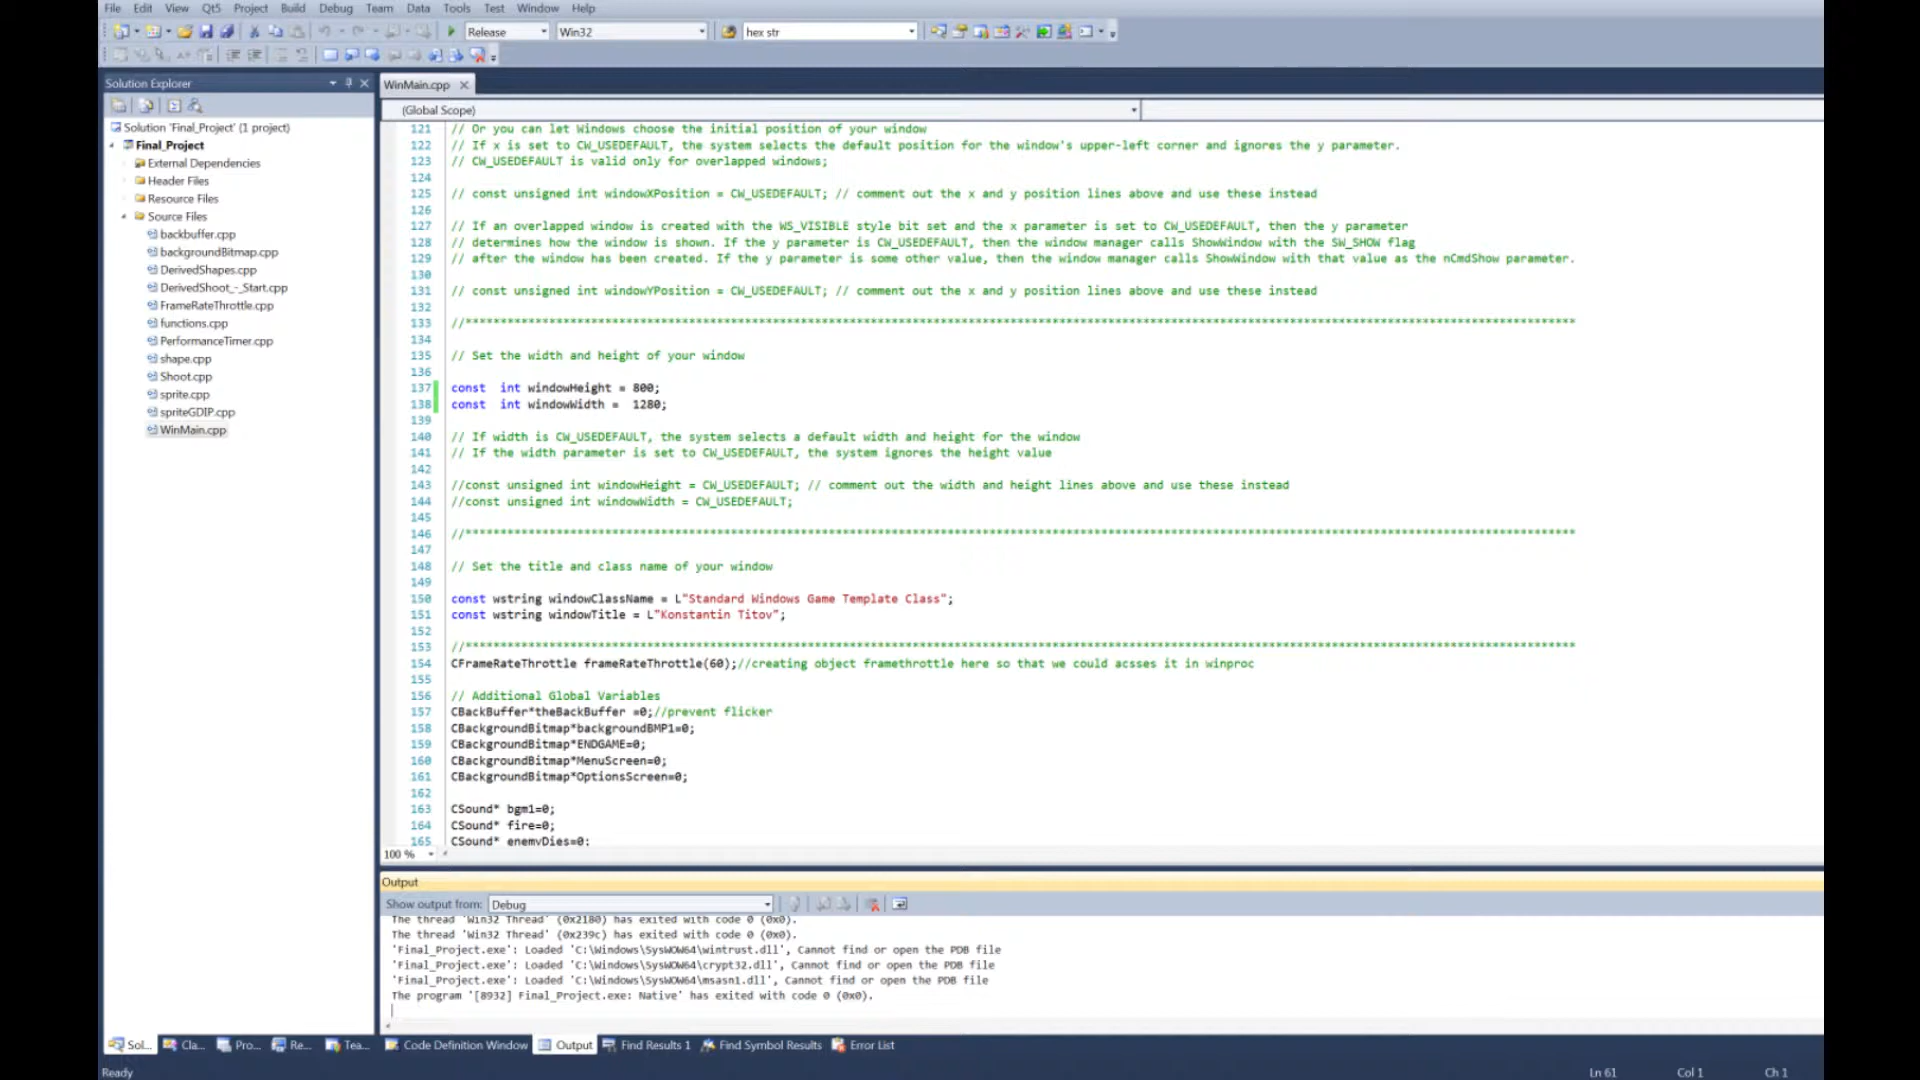 File Edit View Qt5 Project Build Debug Team Data Tools Test Window Help
Release Win32 hex str
Solution Explorer
Solution 'Final_Project' (1 project)
Final_Project
External Dependencies
Header Files
Resource Files
Source Files
backbuffer.cpp
backgroundBitmap.cpp
DerivedShapes.cpp
DerivedShoot_-_Start.cpp
FrameRateThrottle.cpp
functions.cpp
PerformanceTimer.cpp
shape.cpp
Shoot.cpp
sprite.cpp
spriteGDIP.cpp
WinMain.cpp
WinMain.cpp
(Global Scope)
121 // Or you can let Windows choose the initial position of your window
122 // If x is set to CW_USEDEFAULT, the system selects the default position for the window's upper-left corner and ignores the y parameter.
123 // CW_USEDEFAULT is valid only for overlapped windows;
124
125 // const unsigned int windowXPosition = CW_USEDEFAULT; // comment out the x and y position lines above and use these instead
126
127 // If an overlapped window is created with the WS_VISIBLE style bit set and the x parameter is set to CW_USEDEFAULT, then the y parameter
128 // determines how the window is shown. If the y parameter is CW_USEDEFAULT, then the window manager calls ShowWindow with the SW_SHOW flag
129 // after the window has been created. If the y parameter is some other value, then the window manager calls ShowWindow with that value as the nCmdShow parameter.
130
131 // const unsigned int windowYPosition = CW_USEDEFAULT; // comment out the x and y position lines above and use these instead
132
133 //****************************************************************************************************************************************************************
134
135 // Set the width and height of your window
136
137 const int windowHeight = 800;
138 const int windowWidth = 1280;
139
140 // If width is CW_USEDEFAULT, the system selects a default width and height for the window
141 // If the width parameter is set to CW_USEDEFAULT, the system ignores the height value
142
143 //const unsigned int windowHeight = CW_USEDEFAULT; // comment out the width and height lines above and use these instead
144 //const unsigned int windowWidth = CW_USEDEFAULT;
145
146 //****************************************************************************************************************************************************************
147
148 // Set the title and class name of your window
149
150 const wstring windowClassName = L"Standard Windows Game Template Class";
151 const wstring windowTitle = L"Konstantin Titov";
152
153 //****************************************************************************************************************************************************************
154 CFrameRateThrottle frameRateThrottle(60);//creating object framethrottle here so that we could acsses it in winproc
155
156 // Additional Global Variables
157 CBackBuffer*theBackBuffer =0;//prevent flicker
158 CBackgroundBitmap*backgroundBMP1=0;
159 CBackgroundBitmap*ENDGAME=0;
160 CBackgroundBitmap*MenuScreen=0;
161 CBackgroundBitmap*OptionsScreen=0;
162
163 CSound* bgm1=0;
164 CSound* fire=0;
165 CSound* enemyDies=0;
100 %
Output
Show output from: Debug
The thread 'Win32 Thread' (0x2180) has exited with code 0 (0x0).
The thread 'Win32 Thread' (0x239c) has exited with code 0 (0x0).
'Final_Project.exe': Loaded 'C:\Windows\SysWOW64\wintrust.dll', Cannot find or open the PDB file
'Final_Project.exe': Loaded 'C:\Windows\SysWOW64\crypt32.dll', Cannot find or open the PDB file
'Final_Project.exe': Loaded 'C:\Windows\SysWOW64\msasn1.dll', Cannot find or open the PDB file
The program '[8932] Final_Project.exe: Native' has exited with code 0 (0x0).
Sol... Cla... Pro... Re... Tea... Code Definition Window Output Find Results 1 Find Symbol Results Error List
Ready Ln 61 Col 1 Ch 1